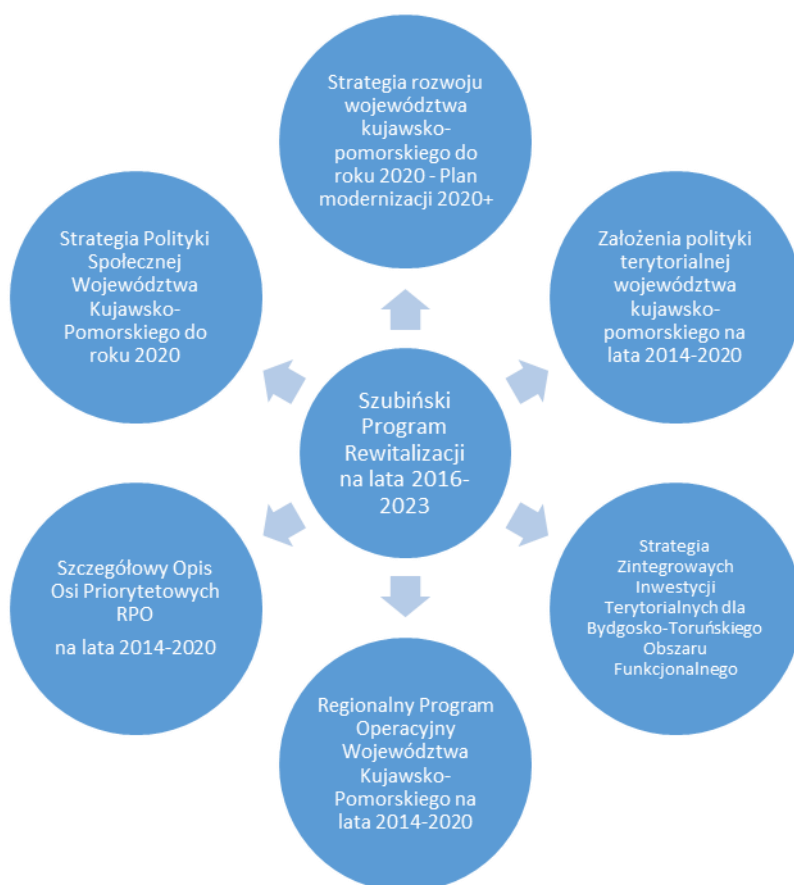 Strategia rozwoju
województwa
kujawsko-
pomorskiego do
roku 2020 - Plan
modernizacji 2020+
Strategia Polityki
Społecznej
Województwa
Kujawsko-
Pomorskiego do
roku 2020
Założenia polityki
terytorialnej
województwa
kujawsko-
pomorskiego na
lata 2014-2020
Szubiński
Program
Rewitalizacji
na lata 2016-
2023
Szczegółowy Opis
Osi Priorytetowych
RPO
na lata 2014-2020
Strategia
Zintegrowaych
Inwestycji
Terytorialnych dla
Bydgosko-Toruńskiego
Obszaru
Funkcjonalnego
Regionalny Program
Operacyjny
Województwa
Kujawsko-
Pomorskiego na
lata 2014-2020